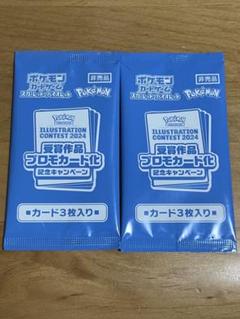 ポケモンカードゲーム
スカーレット&バイオレット
非売品
Pokémon
Pokémon
ILLUSTRATION
CONTEST 2024
受賞作品
プロモカード化
記念キャンペーン
カード3枚入り
ポケモンカードゲーム
スカーレット&バイオレット
非売品
Pokémon
Pokémon
ILLUSTRATION
CONTEST 2024
受賞作品
プロモカード化
記念キャンペーン
カード3枚入り